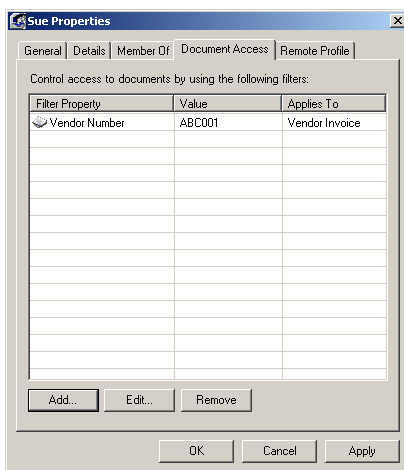 Sue Properties
General Details Member Of Document Access Remote Profile
Control access to documents by using the following filters:
Filter Property Value Applies To
Vendor Number ABC001 Vendor Invoice
Add... Edit... Remove
OK Cancel Apply